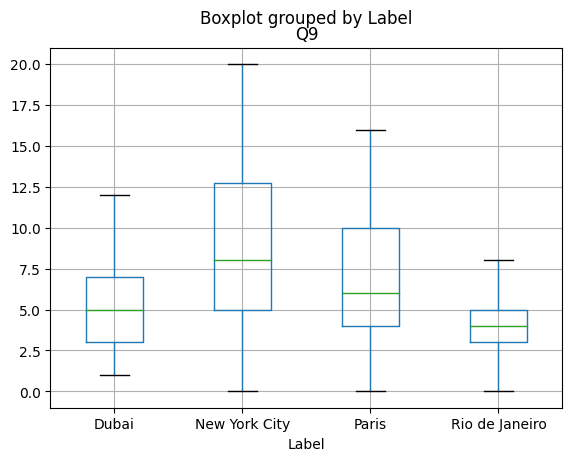 Boxplot grouped by Label
Q9
20.0
17.5
15.0
12.5
10.0
7.5
5.0
2.5
0.0
Dubai New York City Paris Rio de Janeiro
Label